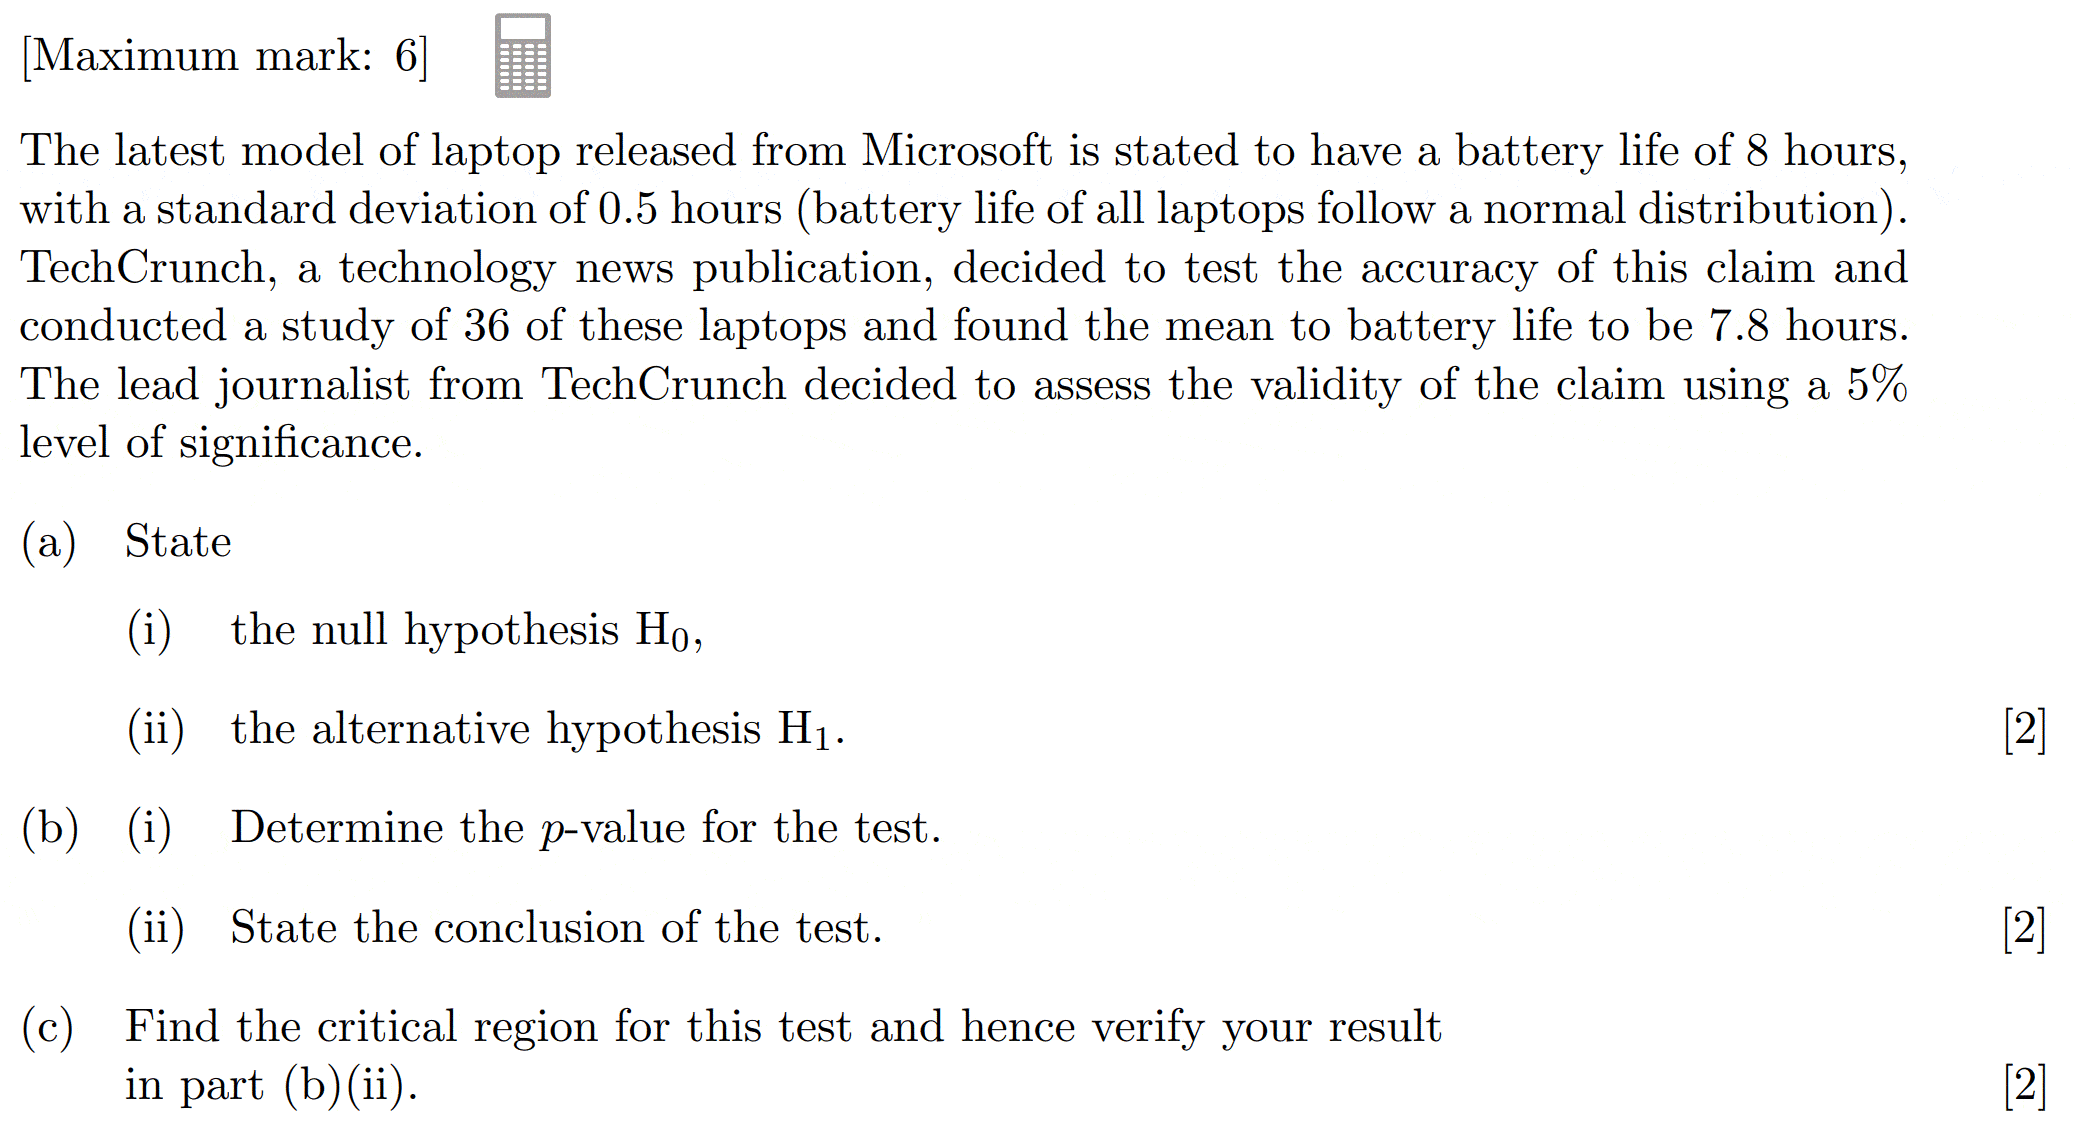 [Maximum mark: 6]
The latest model of laptop released from Microsoft is stated to have a battery life of 8 hours,
with a standard deviation of 0.5 hours (battery life of all laptops follow a normal distribution).
TechCrunch, a technology news publication, decided to test the accuracy of this claim and
conducted a study of 36 of these laptops and found the mean to battery life to be 7.8 hours.
The lead journalist from TechCrunch decided to assess the validity of the claim using a 5%
level of significance.
(a) State
(i) the null hypothesis H₀,
(ii) the alternative hypothesis H₁. [2]
(b) (i) Determine the p-value for the test.
(ii) State the conclusion of the test. [2]
(c) Find the critical region for this test and hence verify your result
in part (b)(ii). [2]